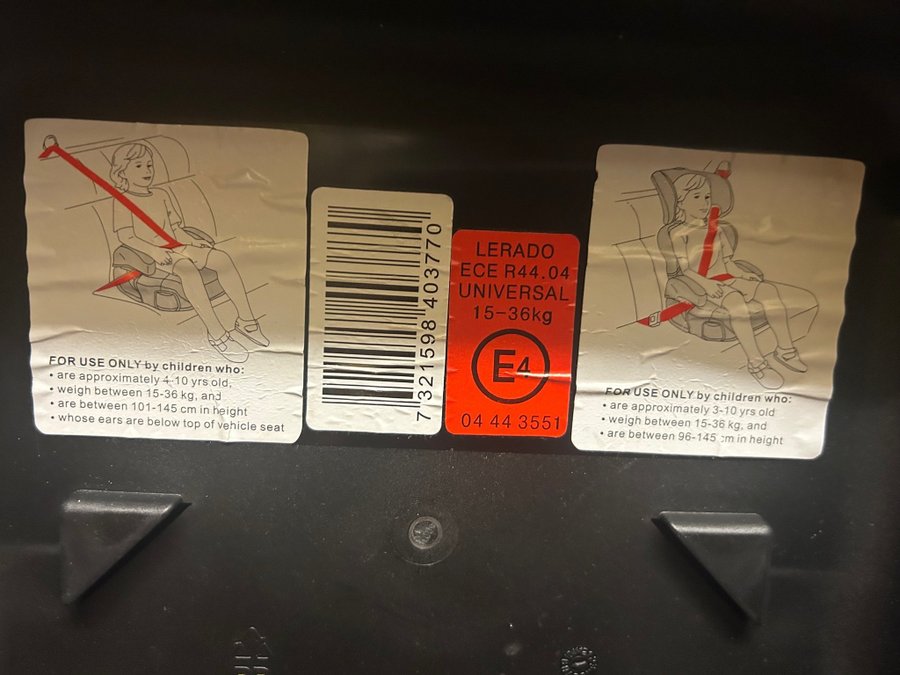 FOR USE ONLY by children who:
• are approximately 4-10 yrs old,
• weigh between 15-36 kg, and
• are between 101-145 cm in height
• whose ears are below top of vehicle seat
7 321598 403770
LERADO
ECE R44.04
UNIVERSAL
15-36kg
E4
04 44 3551
FOR USE ONLY by children who:
• are approximately 3-10 yrs old
• weigh between 15-36 kg, and
• are between 96-145 cm in height